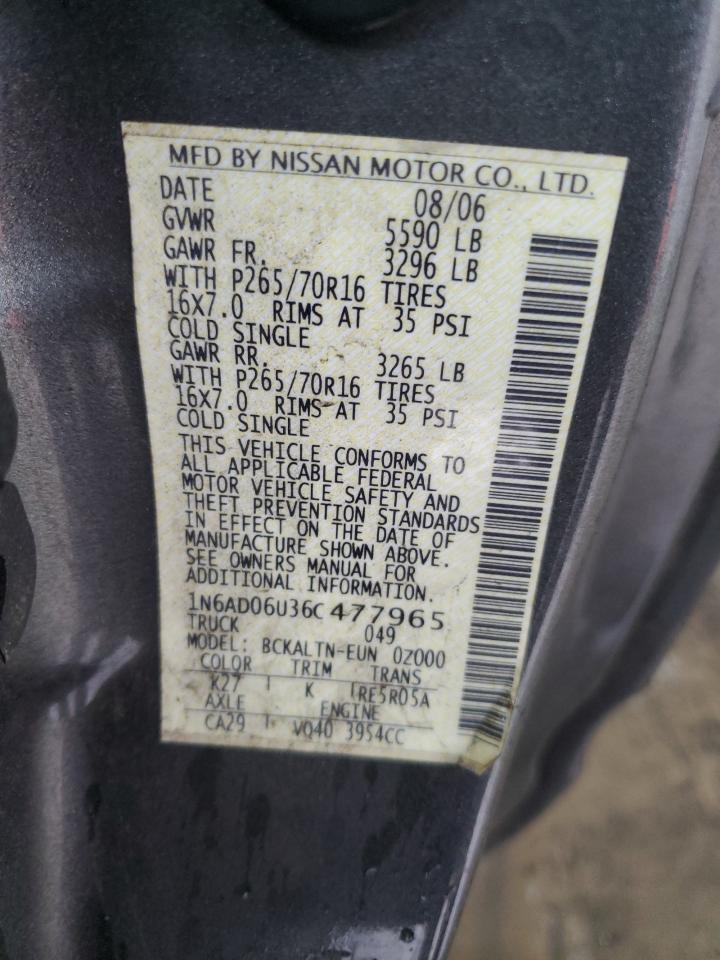 MFD BY NISSAN MOTOR CO., LTD.
DATE 08/06
GVWR 5590 LB
GAWR FR. 3296 LB
WITH P265/70R16 TIRES
16X7.0 RIMS AT 35 PSI
COLD SINGLE
GAWR RR. 3265 LB
WITH P265/70R16 TIRES
16X7.0 RIMS AT 35 PSI
COLD SINGLE
THIS VEHICLE CONFORMS TO
ALL APPLICABLE FEDERAL
MOTOR VEHICLE SAFETY AND
THEFT PREVENTION STANDARDS
IN EFFECT ON THE DATE OF
MANUFACTURE SHOWN ABOVE.
SEE OWNERS MANUAL FOR
ADDITIONAL INFORMATION.
1N6AD06U36C477965
TRUCK 049
MODEL: BCKALTN-EUN 0Z000
COLOR TRIM TRANS
K27 K RE5R05A
AXLE ENGINE
CA29 VQ40 3954CC